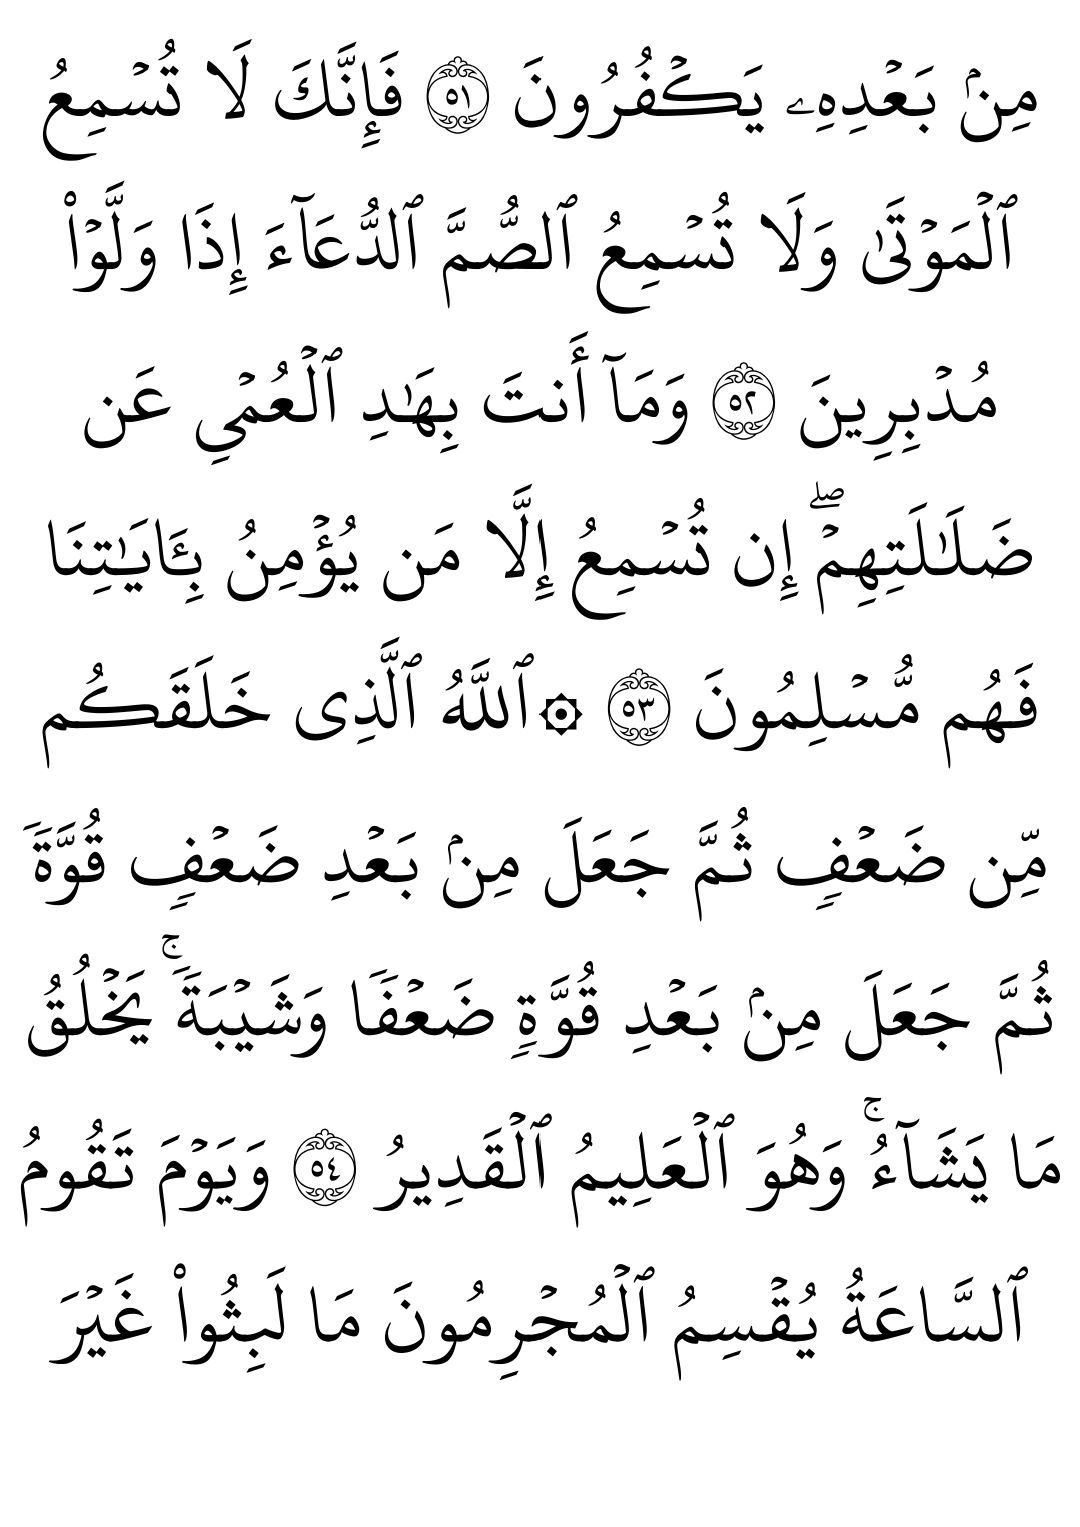 مِنۢ بَعْدِهِۦ يَكْفُرُونَ ۝٥١ فَإِنَّكَ لَا تُسْمِعُ
ٱلْمَوْتَىٰ وَلَا تُسْمِعُ ٱلصُّمَّ ٱلدُّعَآءَ إِذَا وَلَّوْا۟
مُدْبِرِينَ ۝٥٢ وَمَآ أَنتَ بِهَـٰدِ ٱلْعُمْىِ عَن
ضَلَـٰلَتِهِمْ ۖ إِن تُسْمِعُ إِلَّا مَن يُؤْمِنُ بِـَٔايَـٰتِنَا
فَهُم مُّسْلِمُونَ ۝٥٣ ۞ ٱللَّهُ ٱلَّذِى خَلَقَكُم
مِّن ضَعْفٍ ثُمَّ جَعَلَ مِنۢ بَعْدِ ضَعْفٍ قُوَّةً
ثُمَّ جَعَلَ مِنۢ بَعْدِ قُوَّةٍ ضَعْفًا وَشَيْبَةً ۚ يَخْلُقُ
مَا يَشَآءُ ۚ وَهُوَ ٱلْعَلِيمُ ٱلْقَدِيرُ ۝٥٤ وَيَوْمَ تَقُومُ
ٱلسَّاعَةُ يُقْسِمُ ٱلْمُجْرِمُونَ مَا لَبِثُوا۟ غَيْرَ